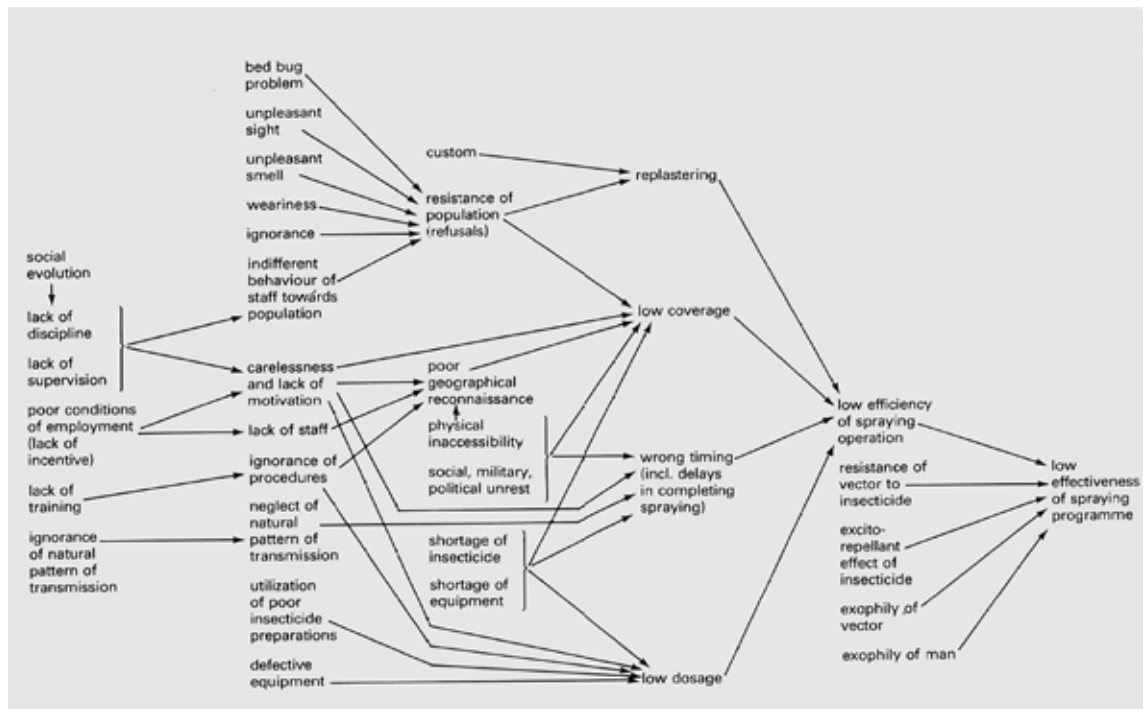 bed bug
problem
unpleasant
sight
unpleasant
smell
weariness
ignorance
indifferent
behaviour of
staff towards
population
custom
resistance of
population
(refusals)
replastering
social
evolution
lack of
discipline
lack of
supervision
poor conditions
of employment
(lack of
incentive)
lack of
training
ignorance
of natural
pattern of
transmission
carelessness
and lack of
motivation
lack of staff
ignorance of
procedures
neglect of
natural
pattern of
transmission
utilization
of poor
insecticide
preparations
defective
equipment
poor
geographical
reconnaissance
physical
inaccessibility
social, military,
political unrest
shortage of
insecticide
shortage of
equipment
low coverage
wrong timing
(incl. delays
in completing
spraying)
low dosage
low efficiency
of spraying
operation
resistance of
vector to
insecticide
excito-
repellant
effect of
insecticide
exophily of
vector
exophily of man
low
effectiveness
of spraying
programme